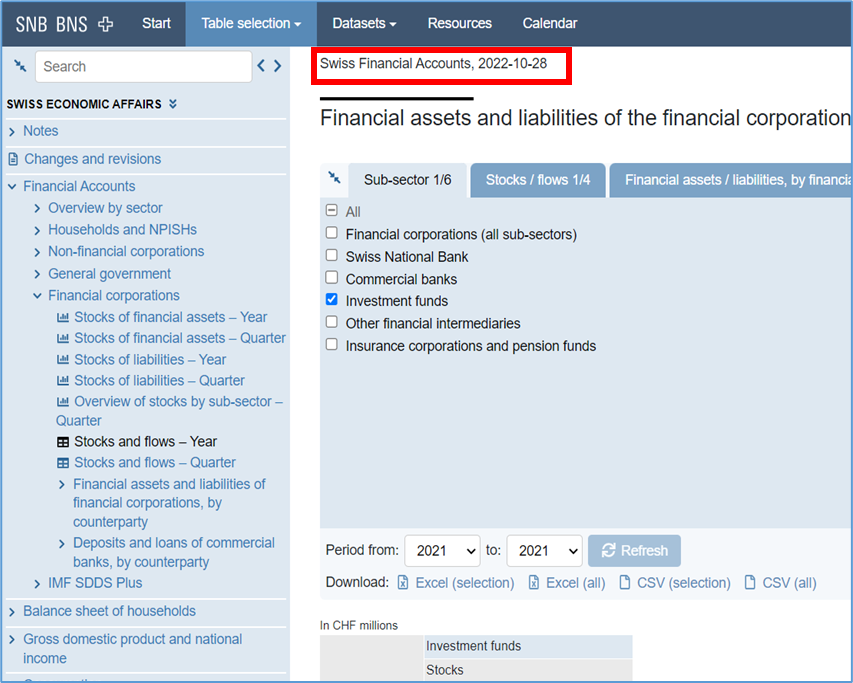 SNB BNS Start Table selection Datasets Resources Calendar
Search
SWISS ECONOMIC AFFAIRS
Notes
Changes and revisions
Financial Accounts
Overview by sector
Households and NPISHs
Non-financial corporations
General government
Financial corporations
Stocks of financial assets – Year
Stocks of financial assets – Quarter
Stocks of liabilities – Year
Stocks of liabilities – Quarter
Overview of stocks by sub-sector –
Quarter
Stocks and flows – Year
Stocks and flows – Quarter
Financial assets and liabilities of
financial corporations, by
counterparty
Deposits and loans of commercial
banks, by counterparty
IMF SDDS Plus
Balance sheet of households
Gross domestic product and national
income
Swiss Financial Accounts, 2022-10-28
Financial assets and liabilities of the financial corporation
Sub-sector 1/6 Stocks / flows 1/4 Financial assets / liabilities, by financia
All
Financial corporations (all sub-sectors)
Swiss National Bank
Commercial banks
Investment funds
Other financial intermediaries
Insurance corporations and pension funds
Period from: 2021 to: 2021 Refresh
Download: Excel (selection) Excel (all) CSV (selection) CSV (all)
In CHF millions
Investment funds
Stocks